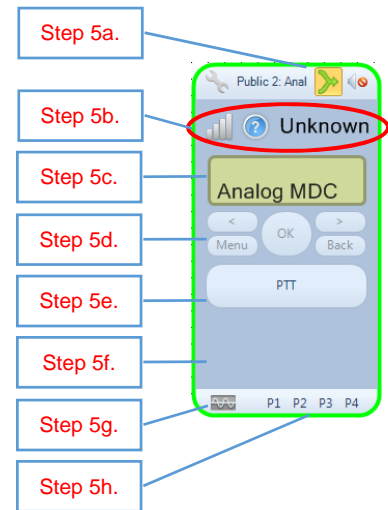 Step 5a.
Public 2: Anal
Step 5b.
? Unknown
Step 5c.
Analog MDC
Step 5d.
< OK >
Menu Back
Step 5e.
PTT
Step 5f.
Step 5g.
P1 P2 P3 P4
Step 5h.